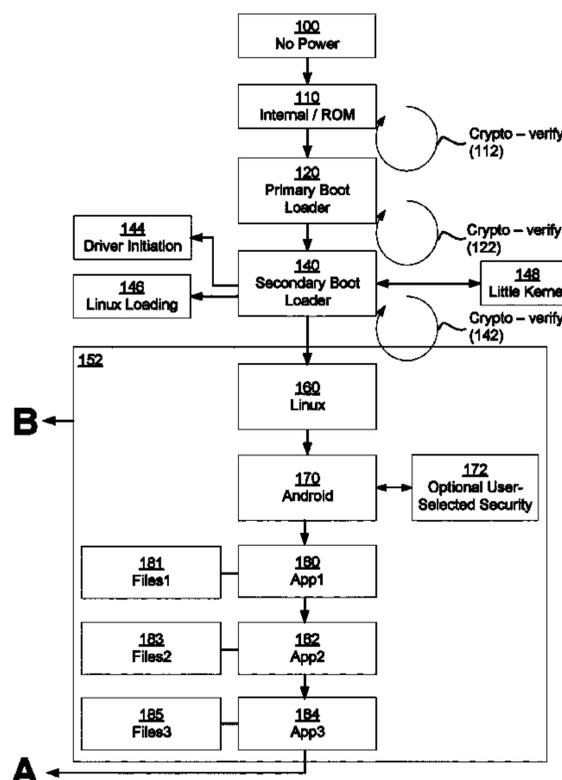 100
No Power
110
Internal / ROM
Crypto – verify
(112)
120
Primary Boot
Loader
144
Driver Initiation
Crypto – verify
(122)
140
Secondary Boot
Loader
146
Linux Loading
148
Little Kernel
Crypto – verify
(142)
152
160
Linux
B
170
Android
172
Optional User-
Selected Security
181
Files1
180
App1
183
Files2
182
App2
185
Files3
184
App3
A